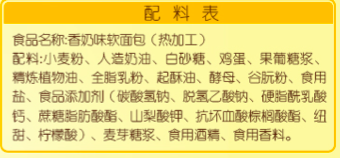 配料表
食品名称:香奶味软面包（热加工）
配料:小麦粉、人造奶油、白砂糖、鸡蛋、果葡糖浆、
精炼植物油、全脂乳粉、起酥油、酵母、谷朊粉、食用
盐、食品添加剂（碳酸氢钠、脱氢乙酸钠、硬脂酰乳酸
钙、蔗糖脂肪酸酯、山梨酸钾、抗坏血酸棕榈酸酯、纽
甜、柠檬酸）、麦芽糖浆、食用酒精、食用香料。